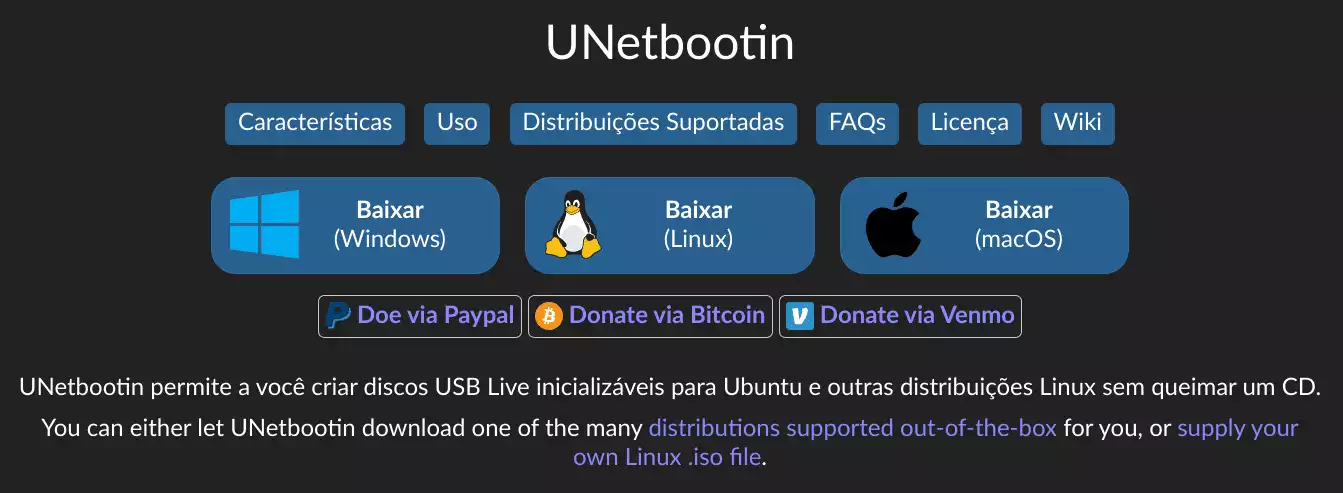 UNetbootin
Características Uso Distribuições Suportadas FAQs Licença Wiki
Baixar
(Windows)
Baixar
(Linux)
Baixar
(macOS)
Doe via Paypal Donate via Bitcoin Donate via Venmo
UNetbootin permite a você criar discos USB Live inicializáveis para Ubuntu e outras distribuições Linux sem queimar um CD.
You can either let UNetbootin download one of the many distributions supported out-of-the-box for you, or supply your
own Linux .iso file.